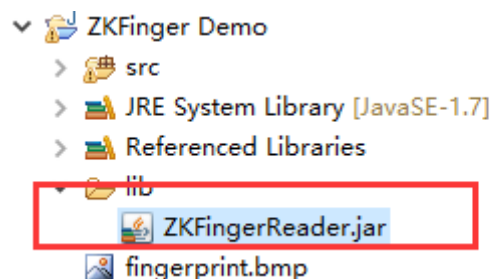 ZKFinger Demo
src
JRE System Library [JavaSE-1.7]
Referenced Libraries
lib
ZKFingerReader.jar
fingerprint.bmp